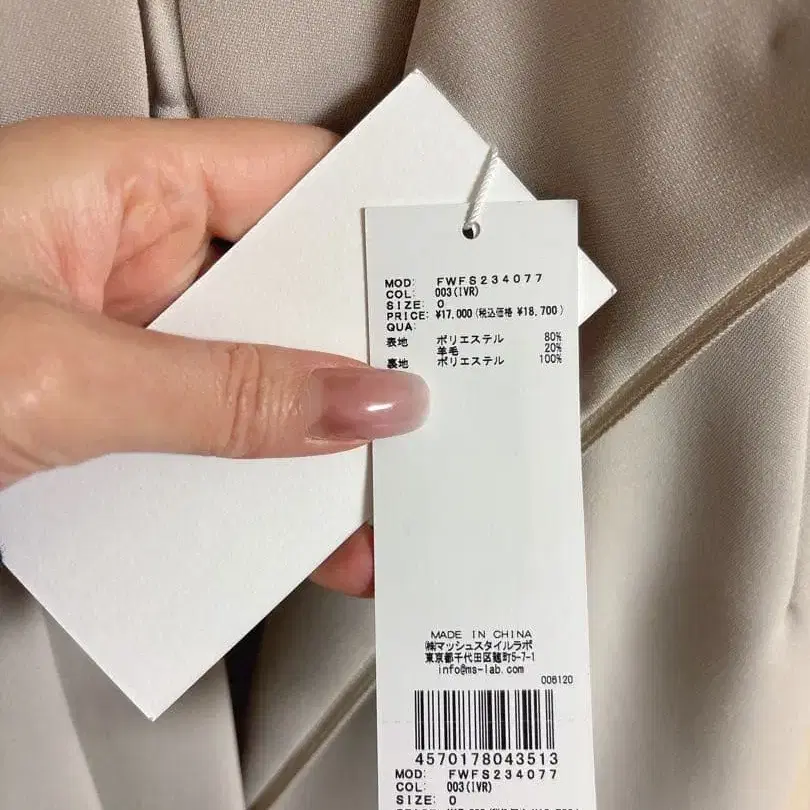 MOD: FWFS234077
COL: 003(IVR)
SIZE: 0
PRICE: ¥17,000(税込価格 ¥18,700)
QUA:
表地 ポリエステル 80%
羊毛 20%
裏地 ポリエステル 100%
MADE IN CHINA
㈱マッシュスタイルラボ
東京都千代田区麹町5-7-1
info@ms-lab.com
006120
4570178043513
MOD: FWFS234077
COL: 003(IVR)
SIZE: 0